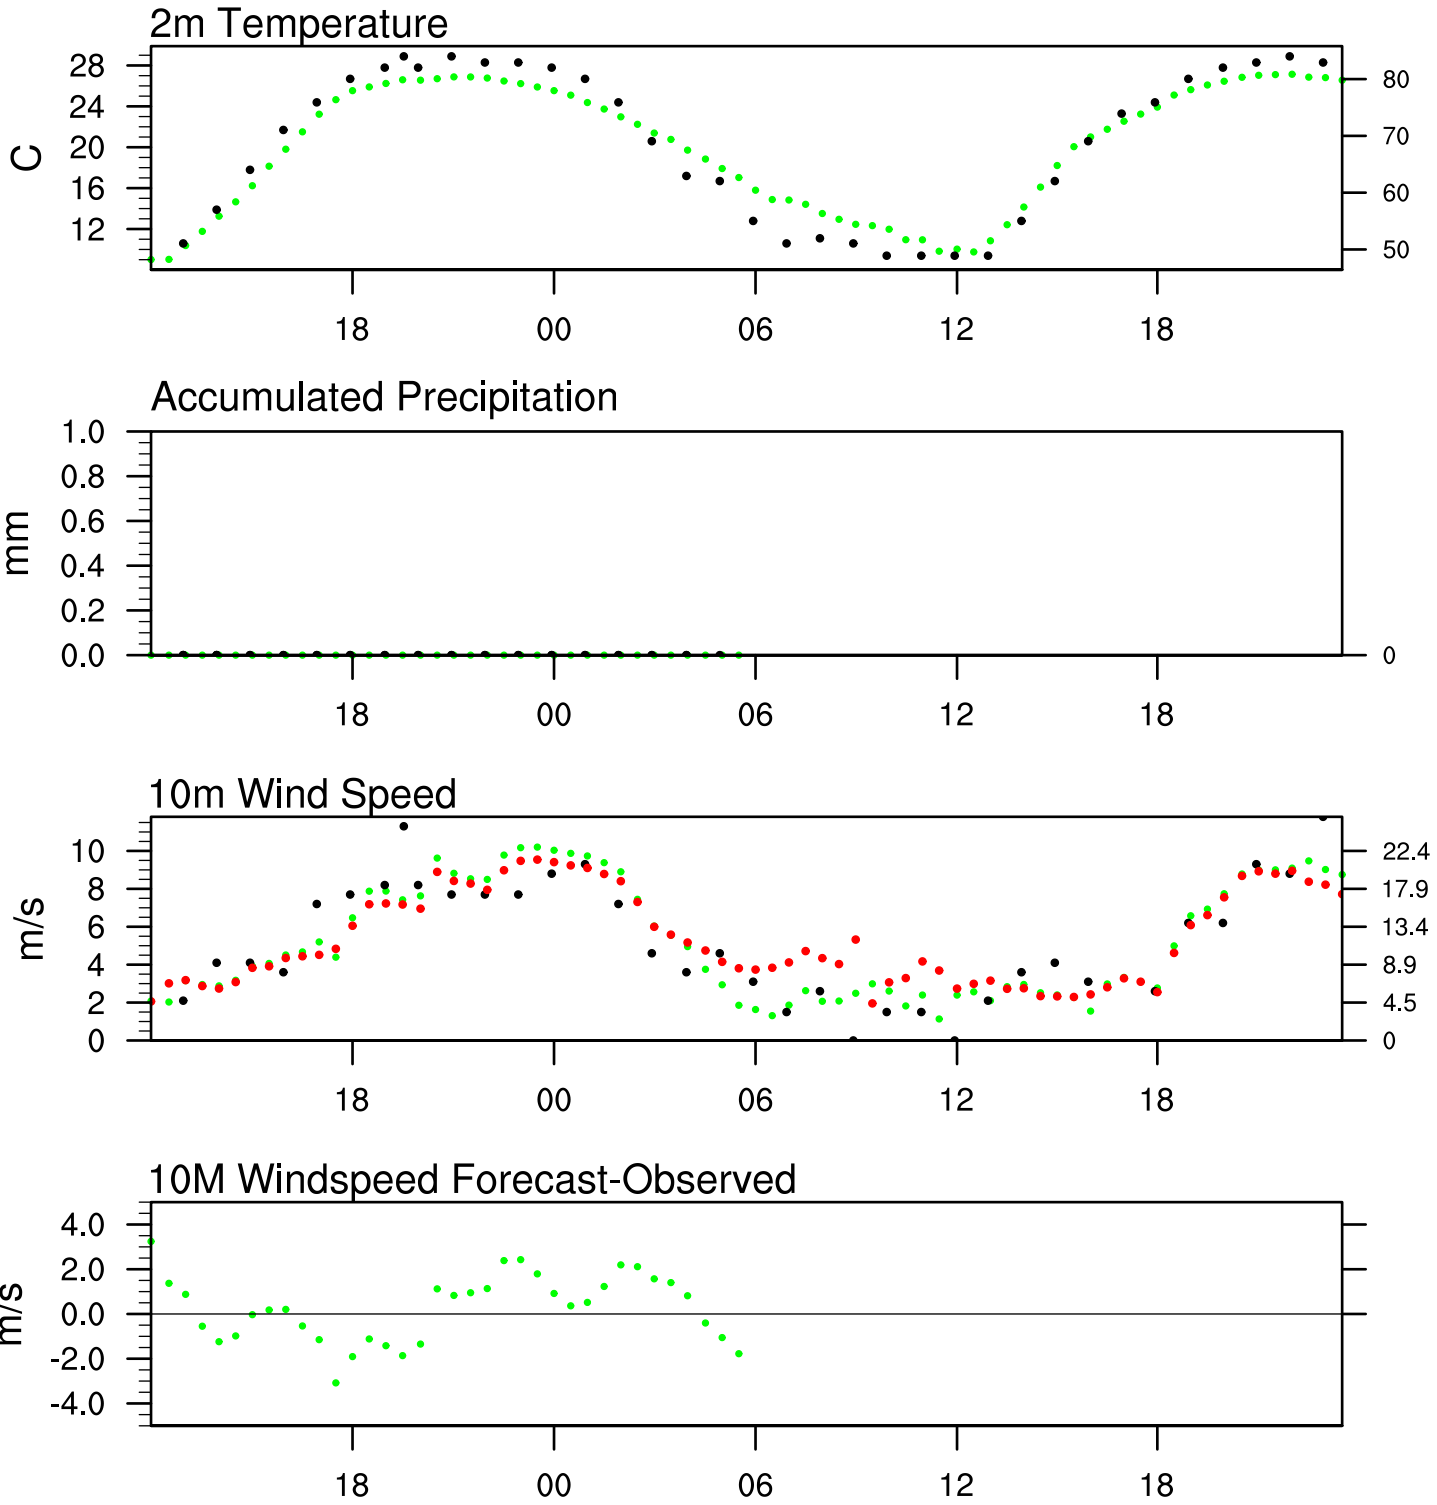 2m Temperature
C
28
24
20
16
12
80
70
60
50
18 00 06 12 18
Accumulated Precipitation
mm
1.0
0.8
0.6
0.4
0.2
0.0
0
18 00 06 12 18
10m Wind Speed
m/s
10
8
6
4
2
0
22.4
17.9
13.4
8.9
4.5
0
18 00 06 12 18
10M Windspeed Forecast-Observed
m/s
4.0
2.0
0.0
-2.0
-4.0
18 00 06 12 18